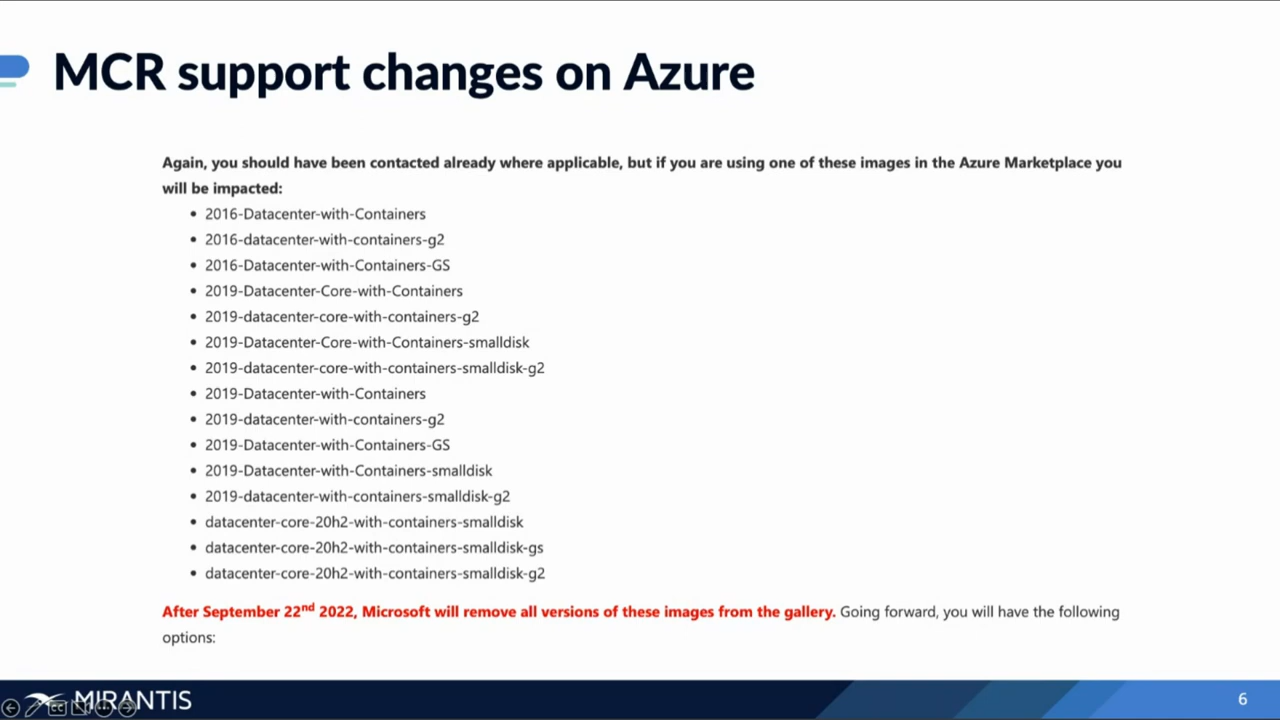 MCR support changes on Azure
Again, you should have been contacted already where applicable, but if you are using one of these images in the Azure Marketplace you
will be impacted:
• 2016-Datacenter-with-Containers
• 2016-datacenter-with-containers-g2
• 2016-Datacenter-with-Containers-GS
• 2019-Datacenter-Core-with-Containers
• 2019-datacenter-core-with-containers-g2
• 2019-Datacenter-Core-with-Containers-smalldisk
• 2019-datacenter-core-with-containers-smalldisk-g2
• 2019-Datacenter-with-Containers
• 2019-datacenter-with-containers-g2
• 2019-Datacenter-with-Containers-GS
• 2019-Datacenter-with-Containers-smalldisk
• 2019-datacenter-with-containers-smalldisk-g2
• datacenter-core-20h2-with-containers-smalldisk
• datacenter-core-20h2-with-containers-smalldisk-gs
• datacenter-core-20h2-with-containers-smalldisk-g2
After September 22nd 2022, Microsoft will remove all versions of these images from the gallery. Going forward, you will have the following
options:
MIRANTIS
6